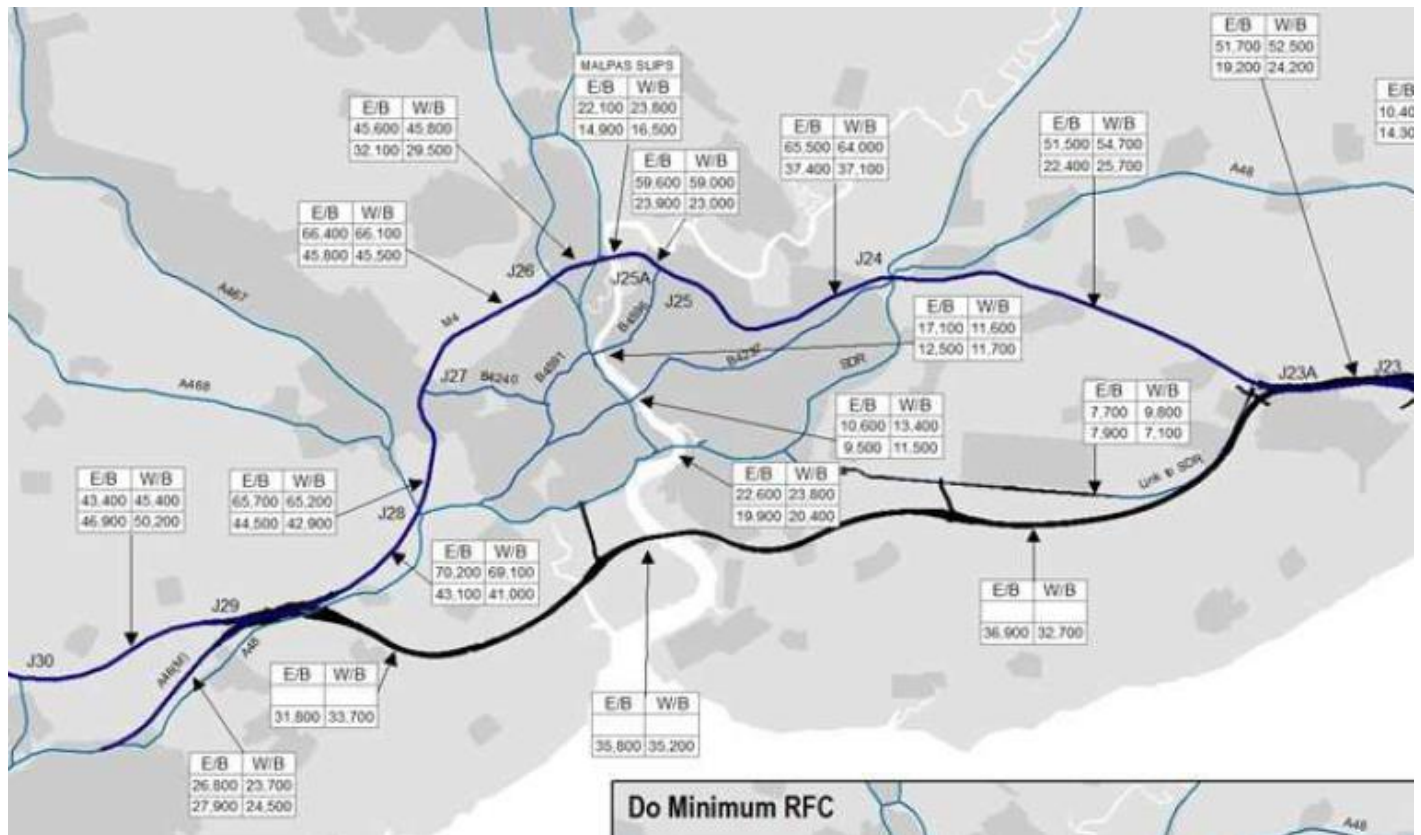 E/B W/B
51,700 52,500
19,200 24,200
MALPAS SLIPS
E/B W/B
22,100 23,800
14,900 16,500
E/B
E/B W/B
45,600 45,800
32,100 29,500
E/B W/B
65,500 64,000
37,400 37,100
E/B W/B
51,500 54,700
22,400 25,700
E/B W/B
59,600 59,000
23,900 23,000
A48
E/B W/B
66,400 66,100
45,800 45,500
J26
J25A
J25
J24
A467
M4
E/B W/B
17,100 11,600
12,500 11,700
SDR
J27
B4240
B4591
J23A
J23
A468
E/B W/B
7,700 9,800
7,900 7,100
E/B W/B
10,600 13,400
9,500 11,500
Link to SDR
E/B W/B
43,400 45,400
46,900 50,200
E/B W/B
65,700 65,200
44,500 42,900
E/B W/B
22,600 23,800
19,900 20,400
J28
E/B W/B
70,200 69,100
43,100 41,000
J29
E/B W/B
36,900 32,700
J30
A48(M)
A48
E/B W/B
31,800 33,700
E/B W/B
35,800 35,200
E/B W/B
26,800 23,700
27,900 24,500
Do Minimum RFC
A48